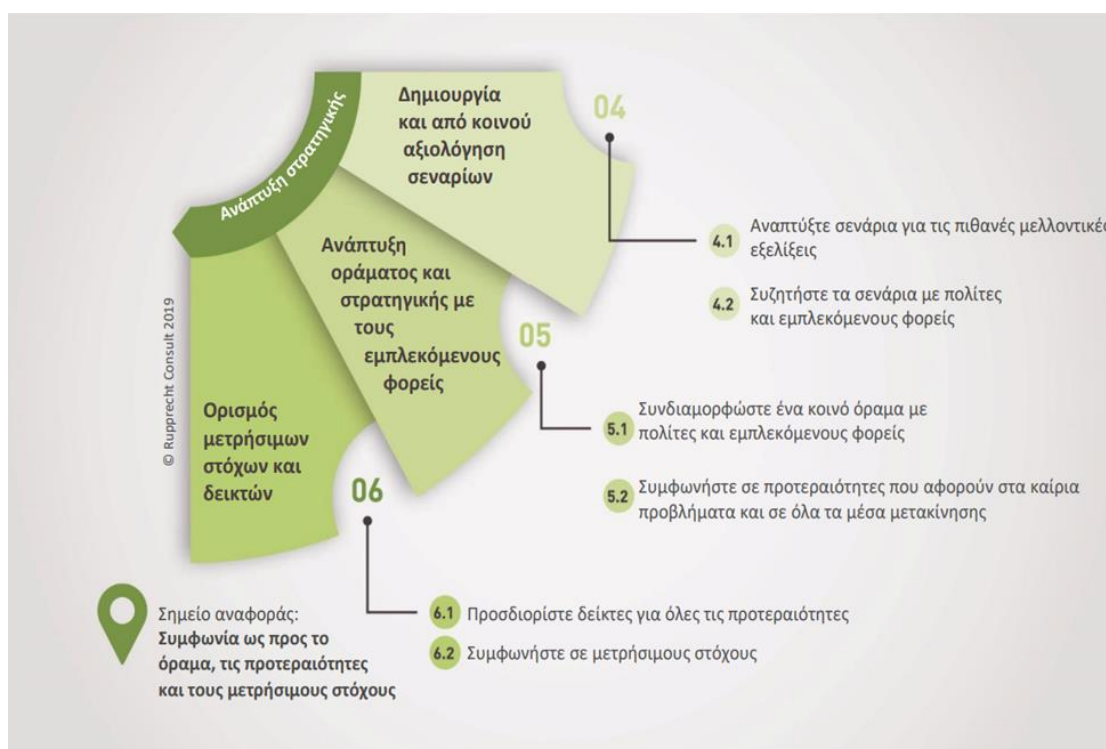 Ανάπτυξη στρατηγικής
Δημιουργία
και από κοινού
αξιολόγηση
σεναρίων
04
4.1 Αναπτύξτε σενάρια για τις πιθανές μελλοντικές
εξελίξεις
4.2 Συζητήστε τα σενάρια με πολίτες
και εμπλεκόμενους φορείς
Ανάπτυξη
οράματος και
στρατηγικής με
τους
εμπλεκόμενους
φορείς
05
5.1 Συνδιαμορφώστε ένα κοινό όραμα με
πολίτες και εμπλεκόμενους φορείς
5.2 Συμφωνήστε σε προτεραιότητες που αφορούν στα καίρια
προβλήματα και σε όλα τα μέσα μετακίνησης
Ορισμός
μετρήσιμων
στόχων και
δεικτών
06
6.1 Προσδιορίστε δείκτες για όλες τις προτεραιότητες
6.2 Συμφωνήστε σε μετρήσιμους στόχους
Σημείο αναφοράς:
Συμφωνία ως προς το
όραμα, τις προτεραιότητες
και τους μετρήσιμους στόχους
© Rupprecht Consult 2019